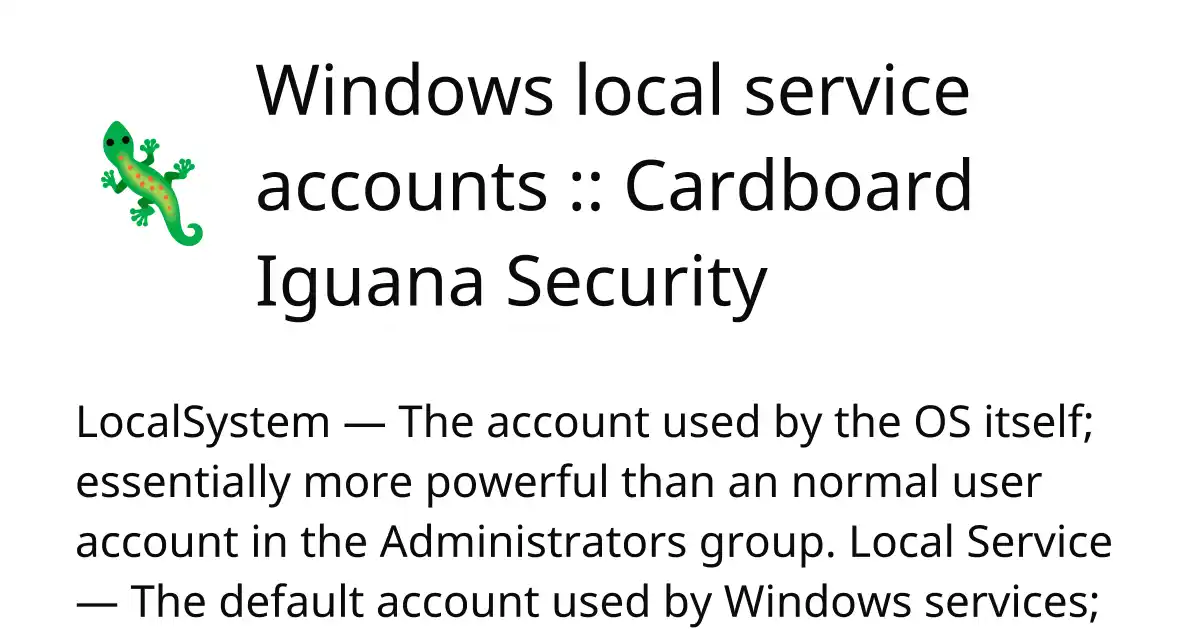 Windows local service
accounts :: Cardboard
Iguana Security
LocalSystem — The account used by the OS itself;
essentially more powerful than an normal user
account in the Administrators group. Local Service
— The default account used by Windows services;